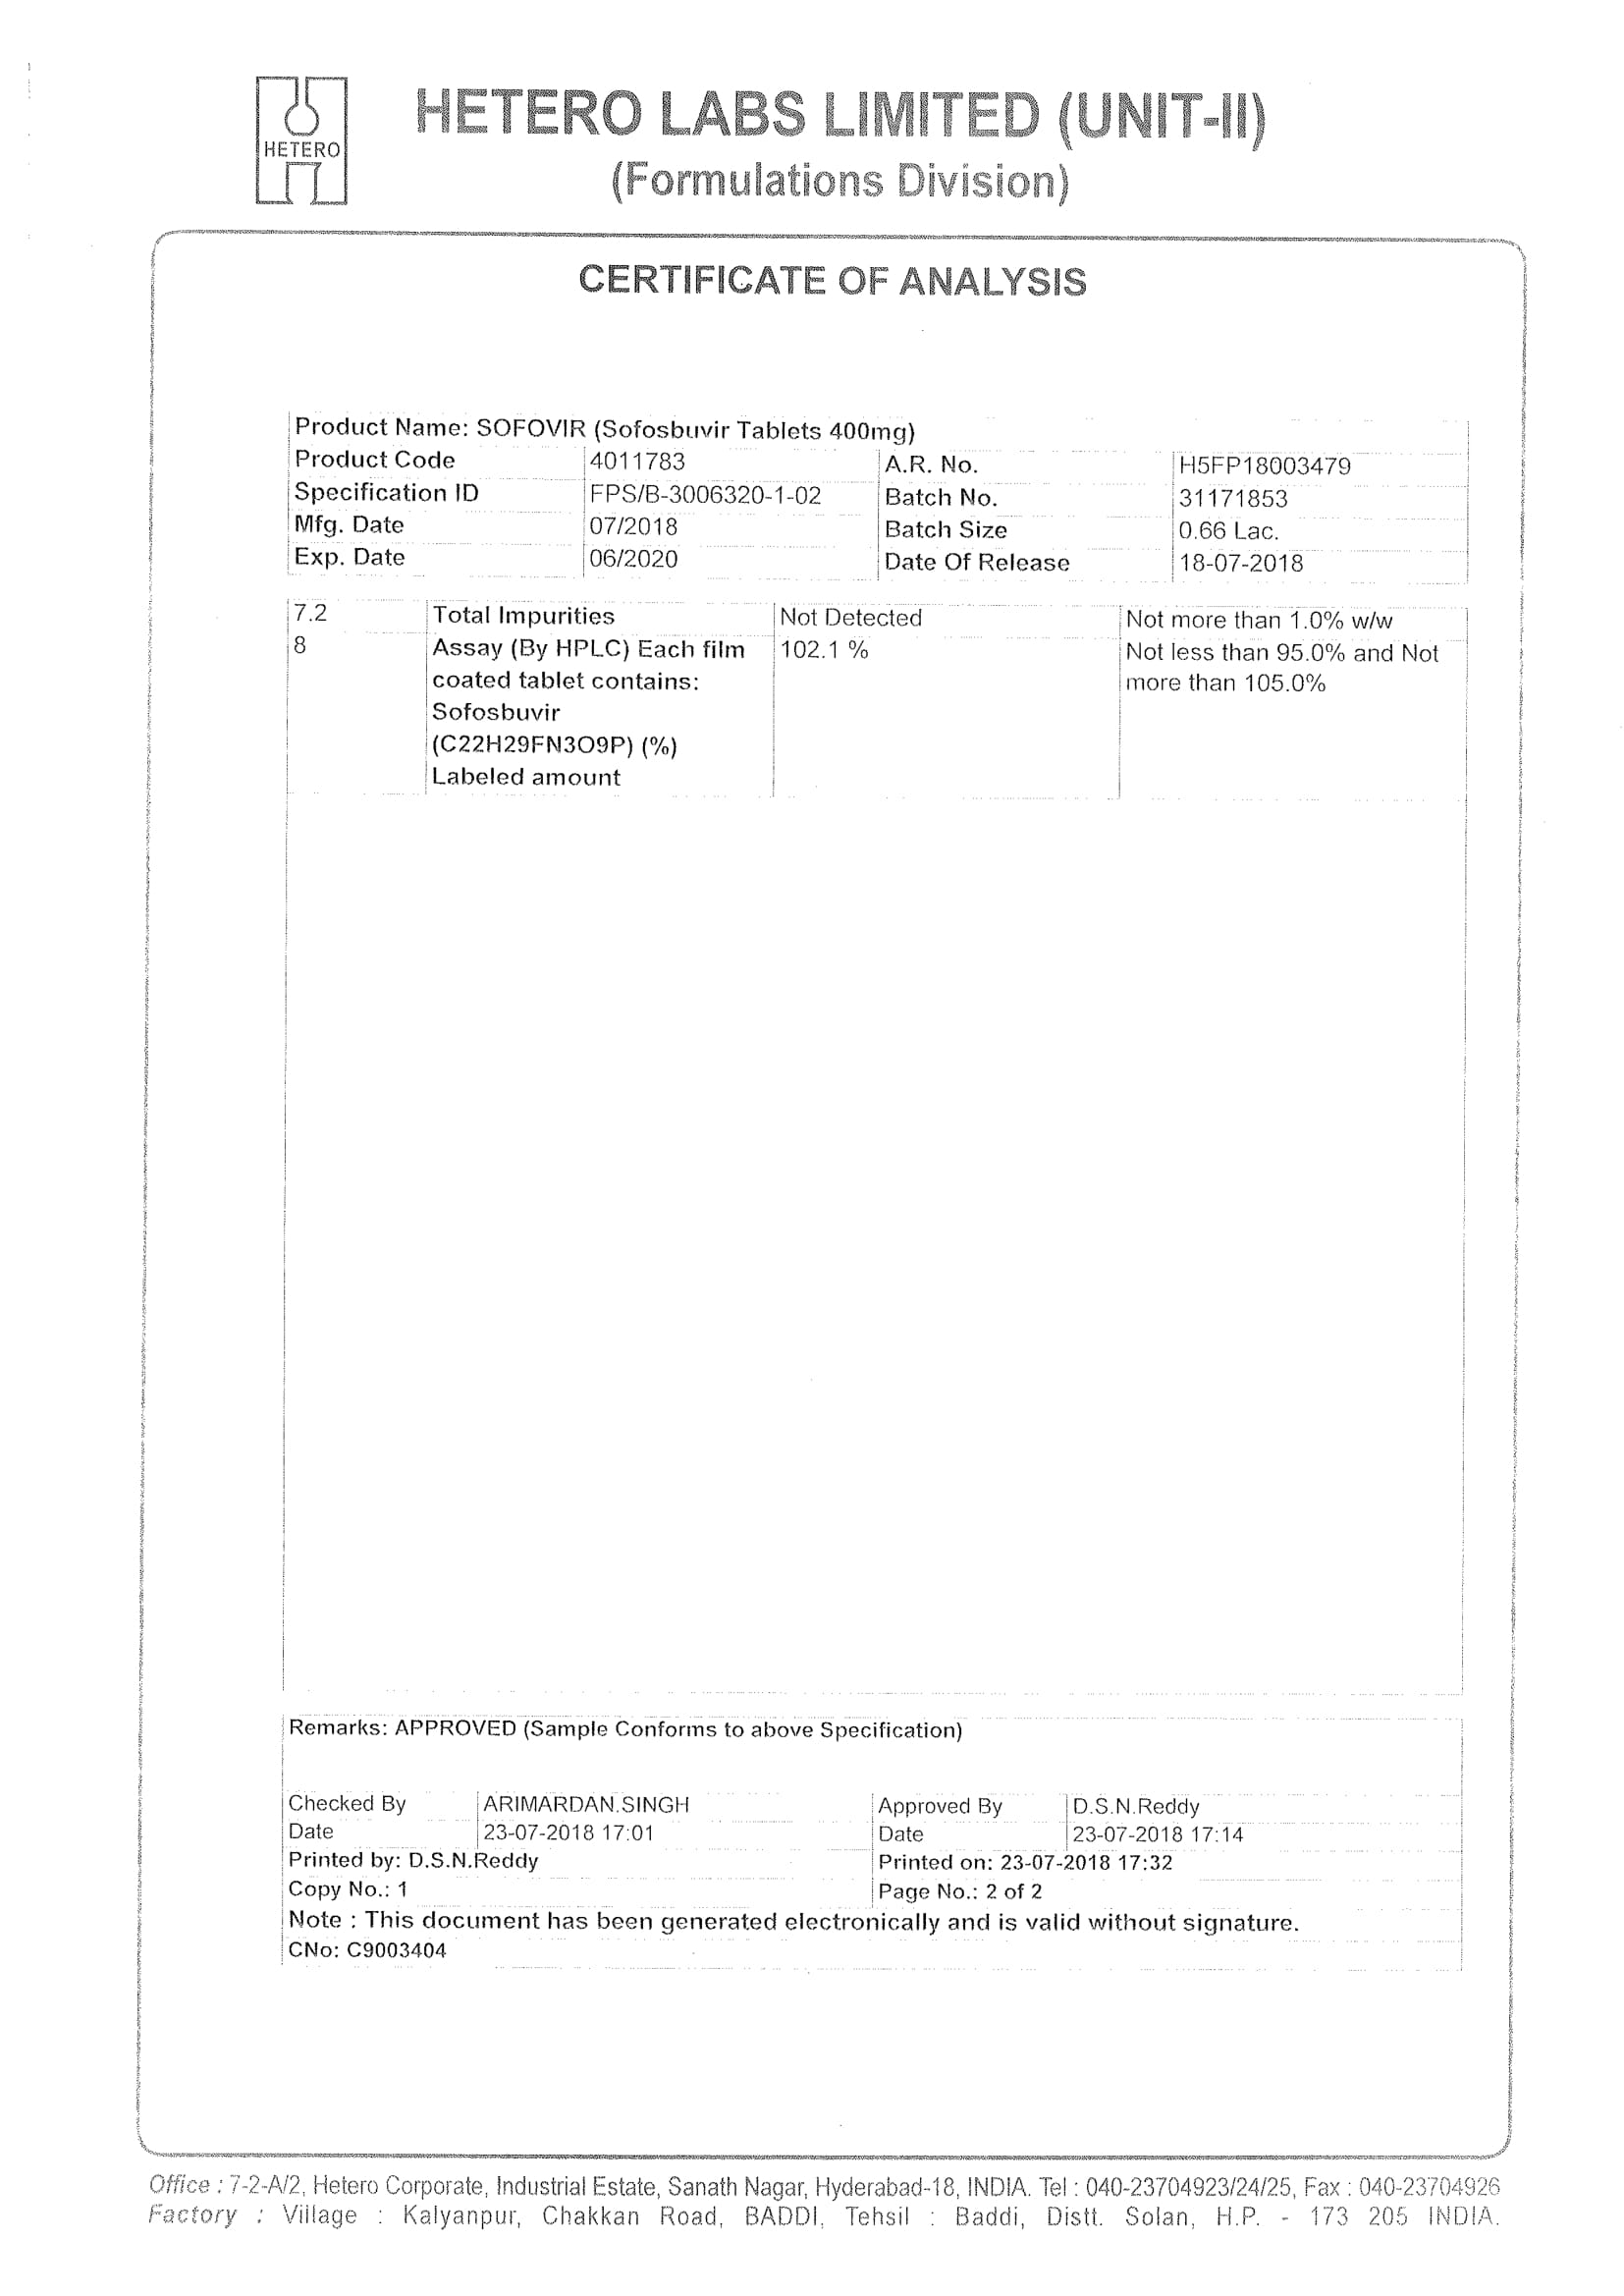 HETERO
HETERO LABS LIMITED (UNIT-II)
(Formulations Division)
CERTIFICATE OF ANALYSIS
Product Name: SOFOVIR (Sofosbuvir Tablets 400mg)
Product Code 4011783 A.R. No. H5FP18003479
Specification ID FPS/B-3006320-1-02 Batch No. 31171853
Mfg. Date 07/2018 Batch Size 0.66 Lac.
Exp. Date 06/2020 Date Of Release 18-07-2018
7.2 Total Impurities Not Detected Not more than 1.0% w/w
8 Assay (By HPLC) Each film 102.1 % Not less than 95.0% and Not
coated tablet contains: more than 105.0%
Sofosbuvir
(C22H29FN3O9P) (%)
Labeled amount
Remarks: APPROVED (Sample Conforms to above Specification)
Checked By ARIMARDAN.SINGH Approved By D.S.N.Reddy
Date 23-07-2018 17:01 Date 23-07-2018 17:14
Printed by: D.S.N.Reddy Printed on: 23-07-2018 17:32
Copy No.: 1 Page No.: 2 of 2
Note : This document has been generated electronically and is valid without signature.
CNo: C9003404
Office : 7-2-A/2, Hetero Corporate, Industrial Estate, Sanath Nagar, Hyderabad-18, INDIA. Tel : 040-23704923/24/25, Fax : 040-23704926
Factory : Village : Kalyanpur, Chakkan Road, BADDI, Tehsil : Baddi, Distt. Solan, H.P. - 173 205 INDIA.